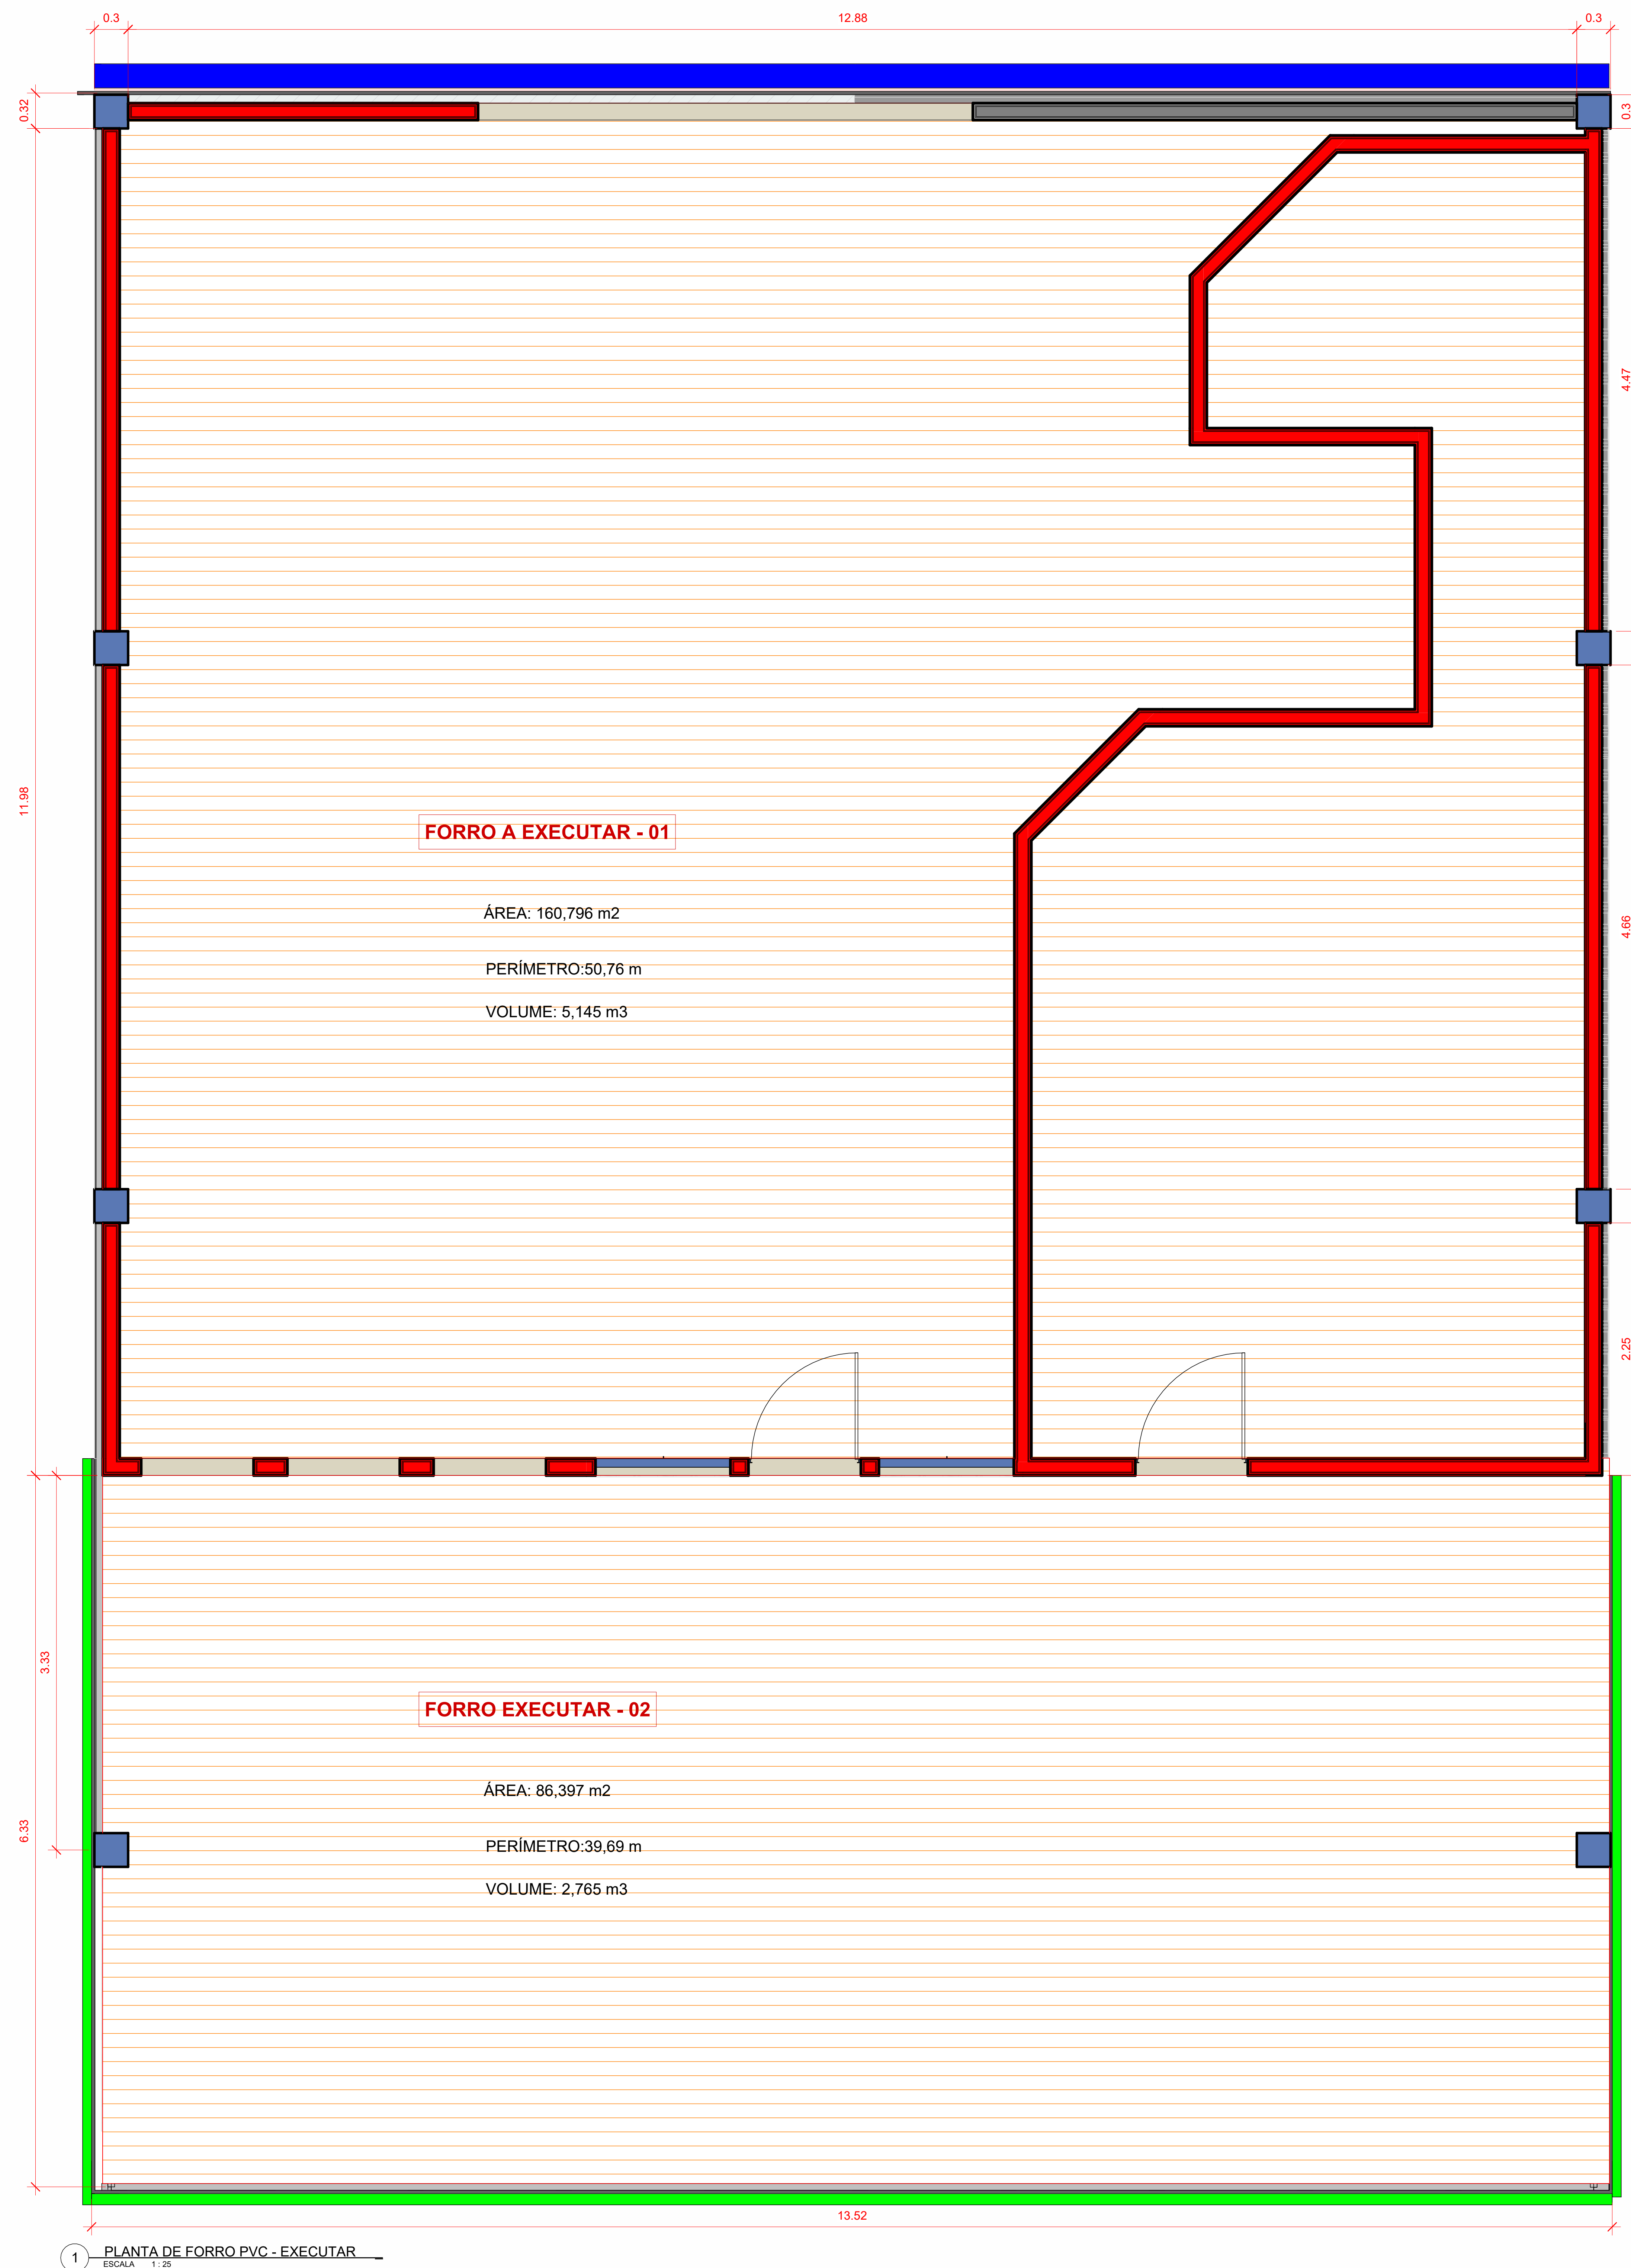 0.3
12.88
0.3
0.32
0.3
4.47
11.98
FORRO A EXECUTAR - 01
ÁREA: 160,796 m2
4.66
PERÍMETRO:50,76 m
VOLUME: 5,145 m3
2.25
3.33
FORRO EXECUTAR - 02
ÁREA: 86,397 m2
6.33
PERÍMETRO:39,69 m
VOLUME: 2,765 m3
13.52
1
PLANTA DE FORRO PVC - EXECUTAR
ESCALA 1 : 25